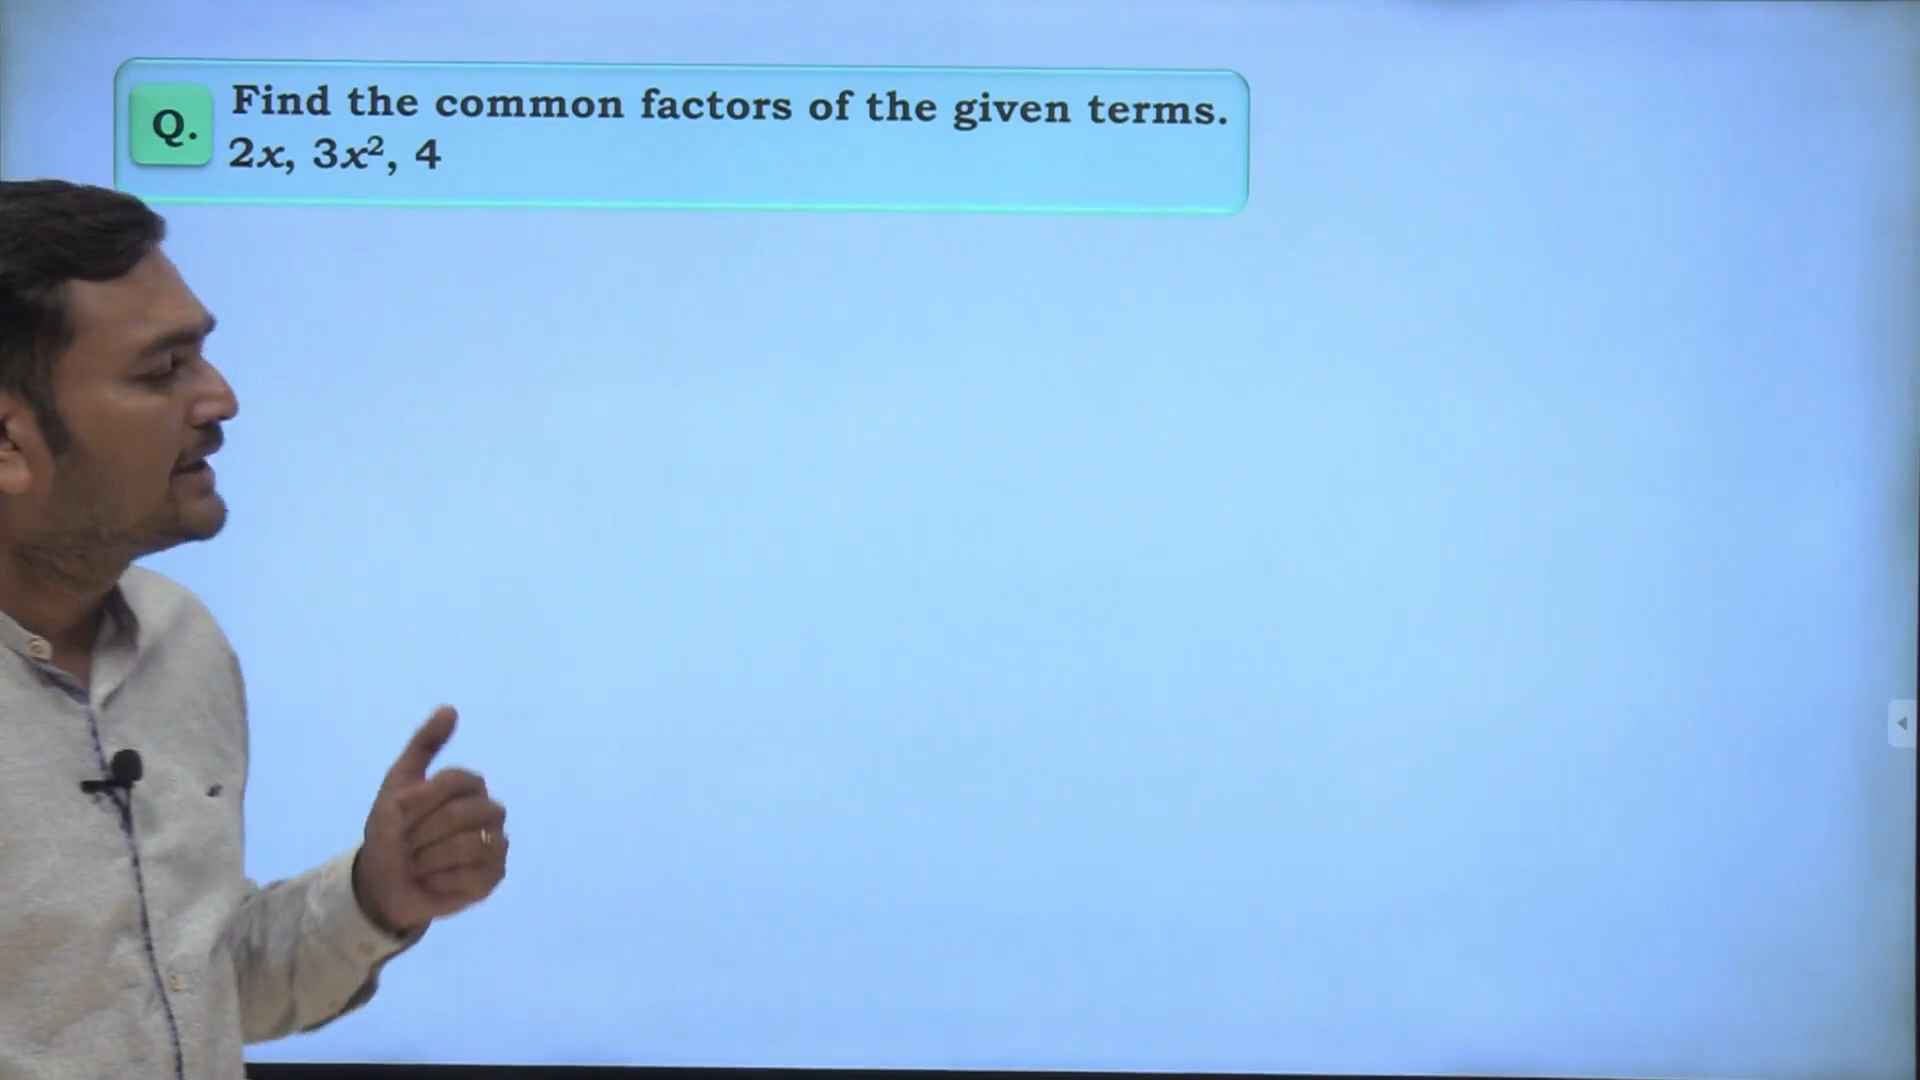 Q. Find the common factors of the given terms.
2x, 3x², 4